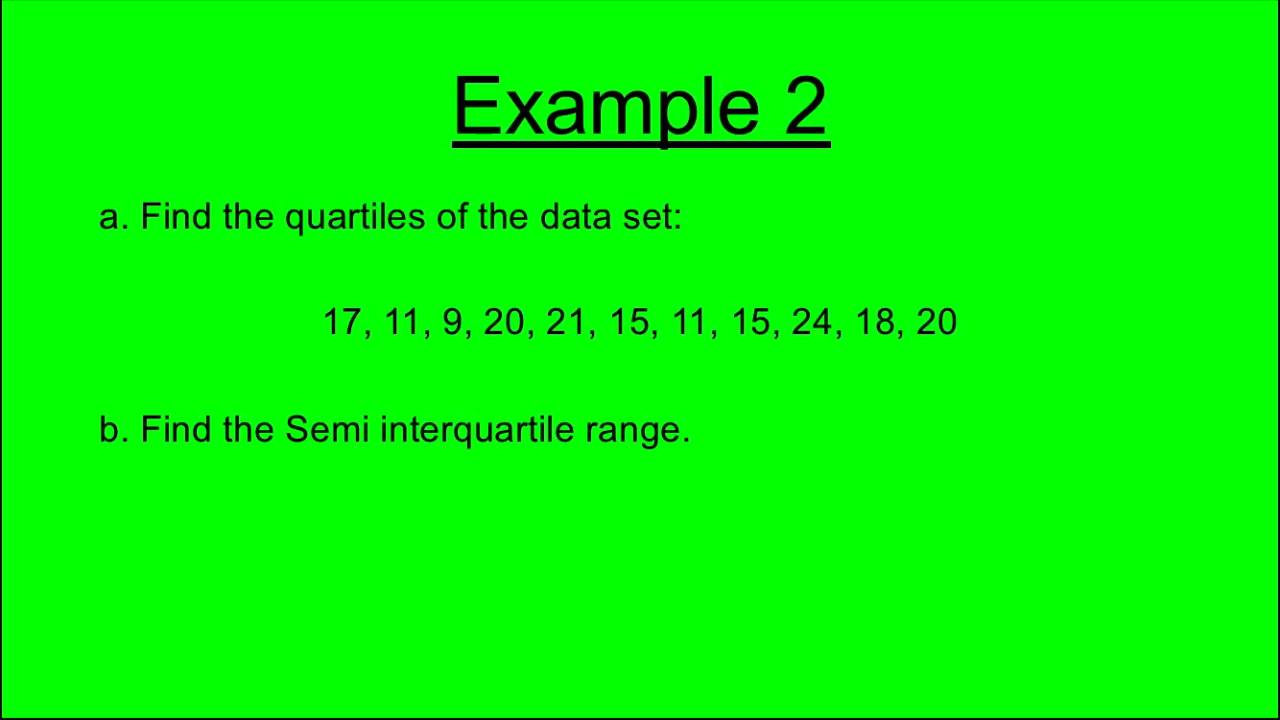 Example 2
a. Find the quartiles of the data set:
17, 11, 9, 20, 21, 15, 11, 15, 24, 18, 20
b. Find the Semi interquartile range.